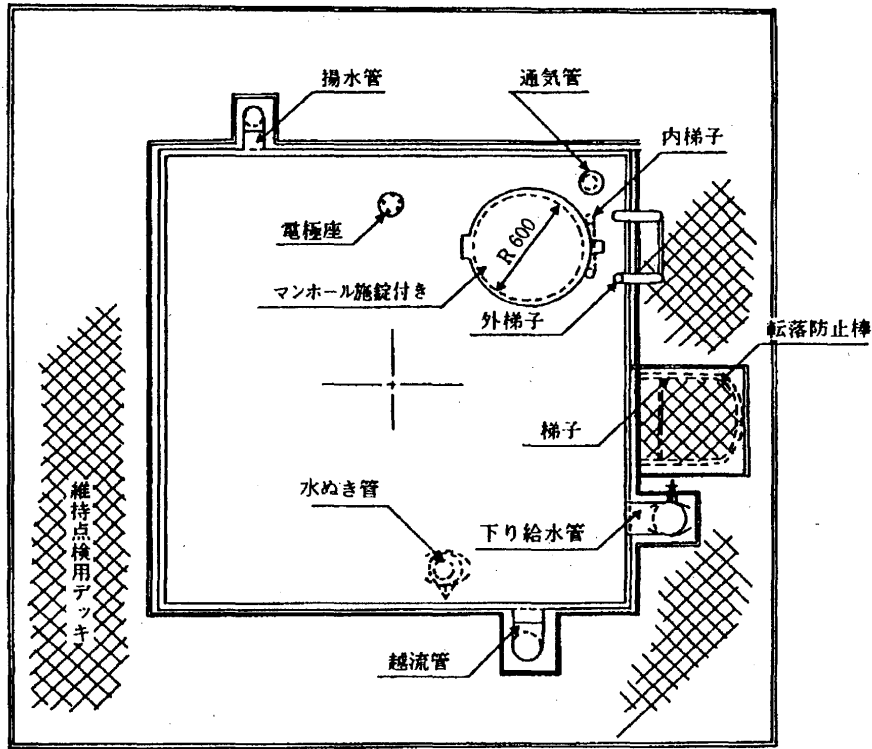 揚水管
通気管
内梯子
電極座
R 600
マンホール施錠付き
外梯子
転落防止棒
梯子
水ぬき管
下り給水管
維持点検用デッキ
越流管